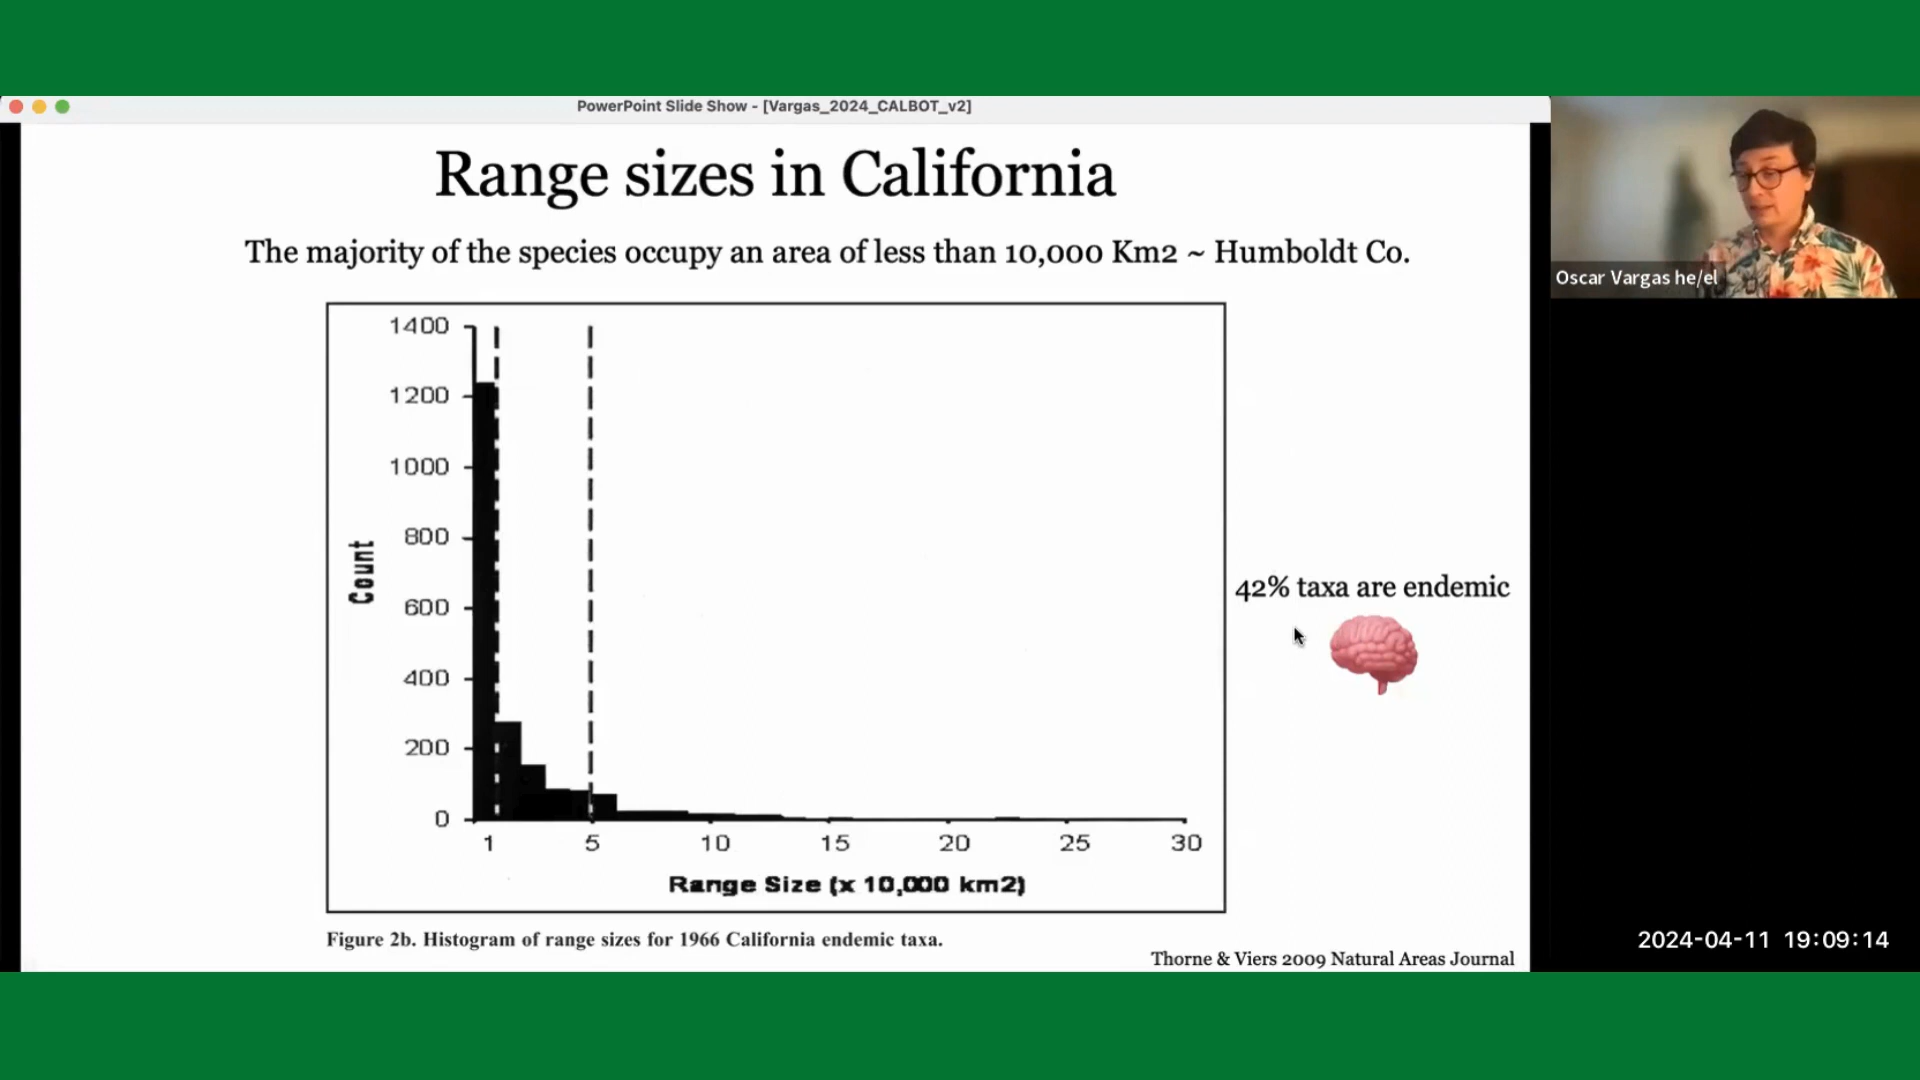 PowerPoint Slide Show - [Vargas_2024_CALBOT_v2]
Range sizes in California
The majority of the species occupy an area of less than 10,000 Km2 ~ Humboldt Co.
Oscar Vargas he/el
1400
1200
1000
800
600
400
200
0
Count
1 5 10 15 20 25 30
Range Size (x 10,000 km2)
42% taxa are endemic
Figure 2b. Histogram of range sizes for 1966 California endemic taxa.
Thorne & Viers 2009 Natural Areas Journal
2024-04-11 19:09:14